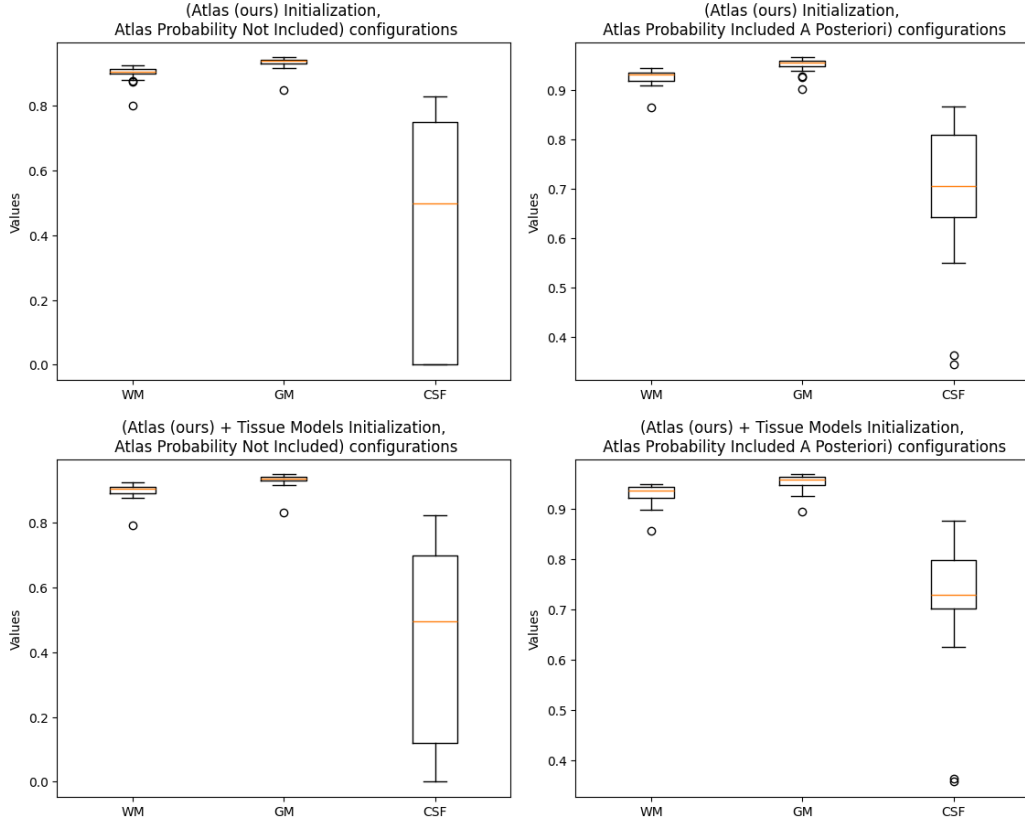 (Atlas (ours) Initialization,
Atlas Probability Not Included) configurations
Values
0.8
0.6
0.4
0.2
0.0
WM
GM
CSF
(Atlas (ours) Initialization,
Atlas Probability Included A Posteriori) configurations
Values
0.9
0.8
0.7
0.6
0.5
0.4
WM
GM
CSF
(Atlas (ours) + Tissue Models Initialization,
Atlas Probability Not Included) configurations
Values
0.8
0.6
0.4
0.2
0.0
WM
GM
CSF
(Atlas (ours) + Tissue Models Initialization,
Atlas Probability Included A Posteriori) configurations
Values
0.9
0.8
0.7
0.6
0.5
0.4
WM
GM
CSF